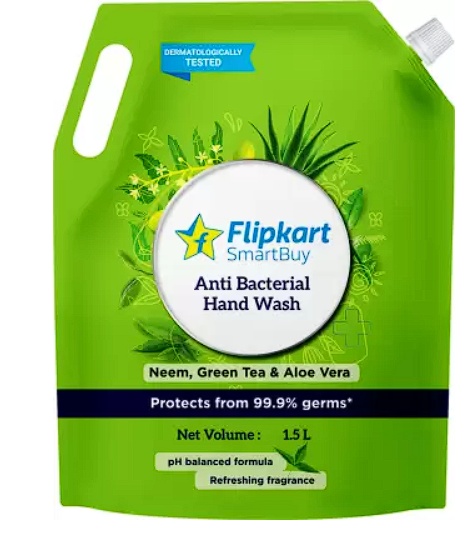 DERMATOLOGICALLY
TESTED
f
Flipkart
SmartBuy
Anti Bacterial
Hand Wash
Neem, Green Tea & Aloe Vera
Protects from 99.9% germs*
Net Volume : 1.5 L
pH balanced formula
Refreshing fragrance